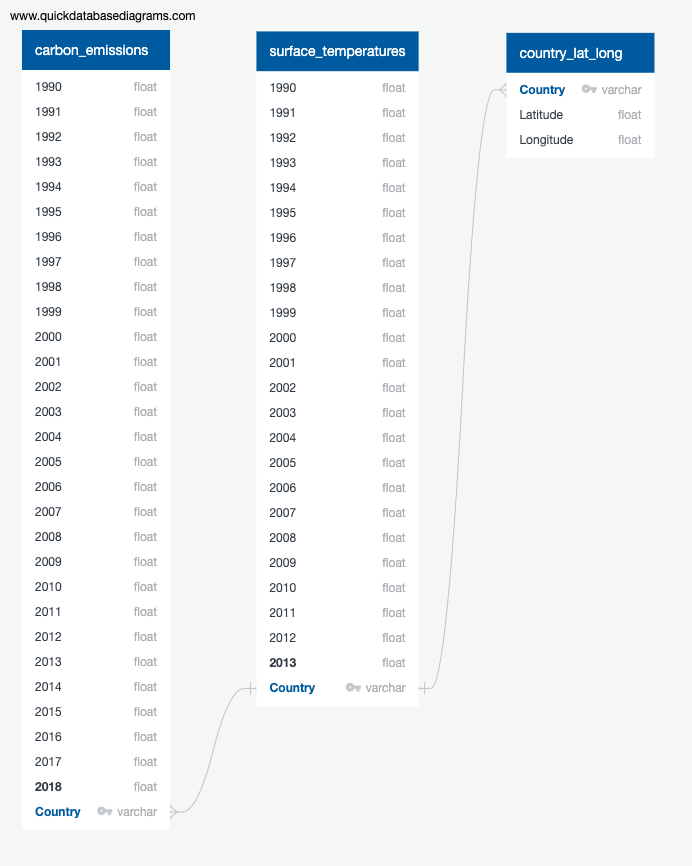 www.quickdatabasediagrams.com
carbon_emissions
1990 float
1991 float
1992 float
1993 float
1994 float
1995 float
1996 float
1997 float
1998 float
1999 float
2000 float
2001 float
2002 float
2003 float
2004 float
2005 float
2006 float
2007 float
2008 float
2009 float
2010 float
2011 float
2012 float
2013 float
2014 float
2015 float
2016 float
2017 float
2018 float
Country varchar
surface_temperatures
1990 float
1991 float
1992 float
1993 float
1994 float
1995 float
1996 float
1997 float
1998 float
1999 float
2000 float
2001 float
2002 float
2003 float
2004 float
2005 float
2006 float
2007 float
2008 float
2009 float
2010 float
2011 float
2012 float
2013 float
Country varchar
country_lat_long
Country varchar
Latitude float
Longitude float